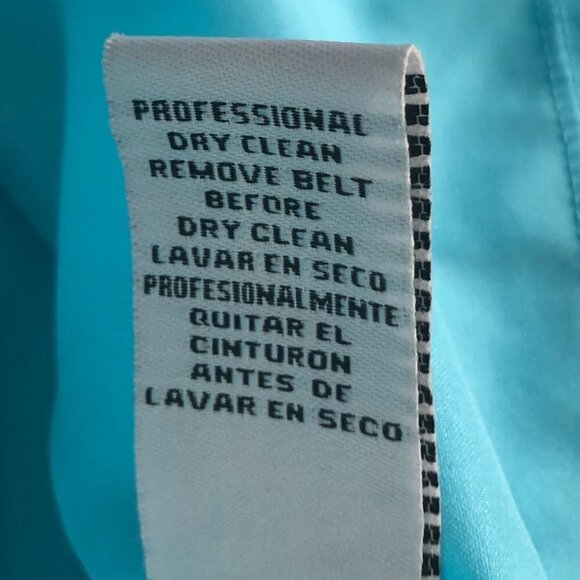 PROFESSIONAL
DRY CLEAN
REMOVE BELT
BEFORE
DRY CLEAN
LAVAR EN SECO
PROFESIONALMENTE
QUITAR EL
CINTURON
ANTES DE
LAVAR EN SECO